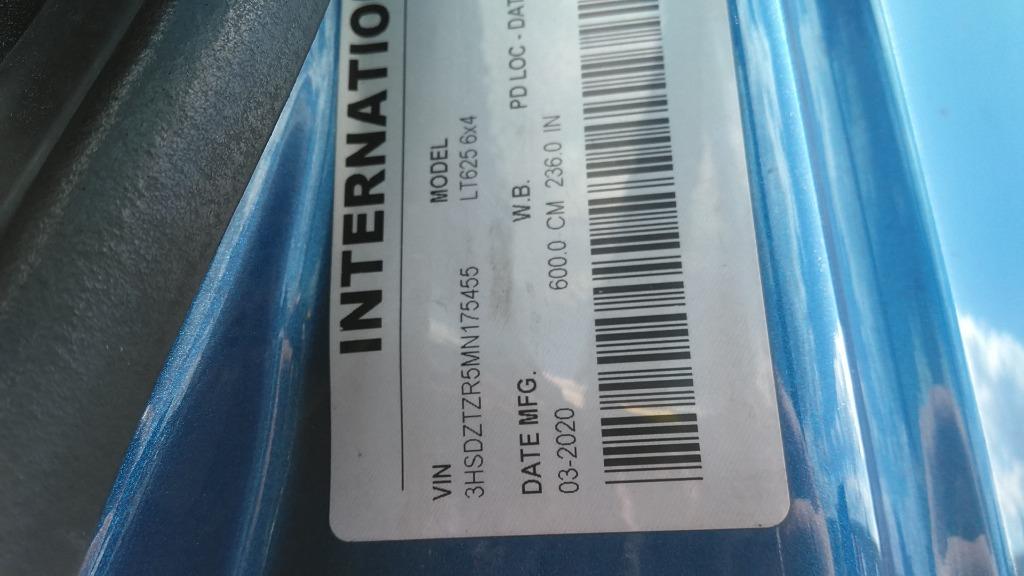 INTERNATIO
VIN MODEL
3HSDZTZR5MN175455 LT625 6x4
DATE MFG. W.B. PD LOC - DAT
03-2020 600.0 CM 236.0 IN